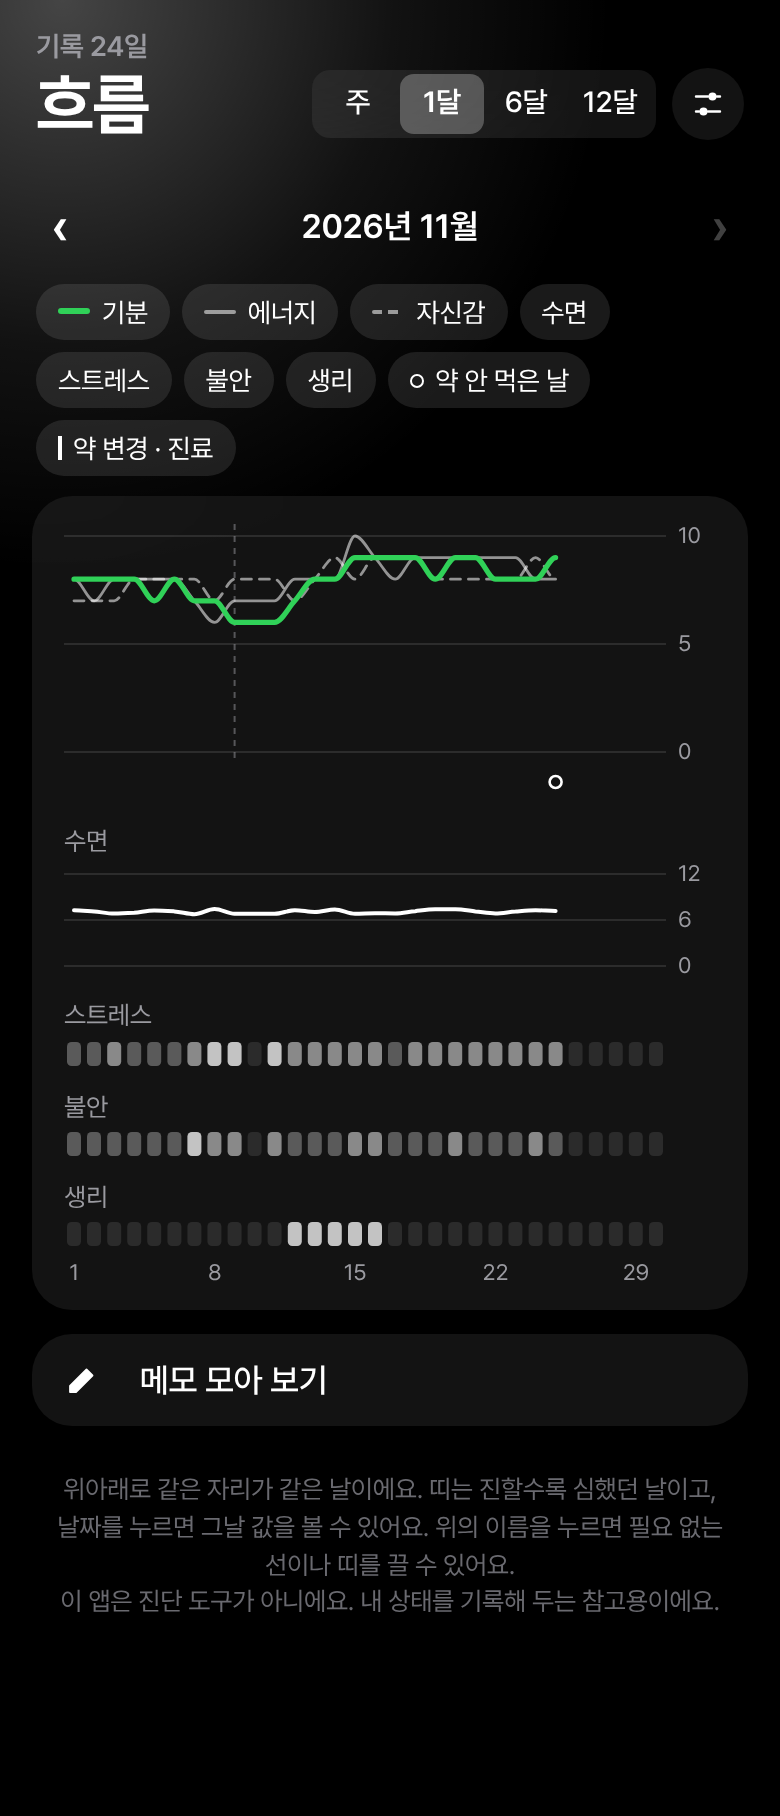 기록 24일
흐름
주 1달 6달 12달
‹ 2026년 11월 ›
기분 에너지 자신감 수면
스트레스 불안 생리 약 안 먹은 날
약 변경 · 진료
10
5
0
수면
12
6
0
스트레스
불안
생리
1 8 15 22 29
메모 모아 보기
위아래로 같은 자리가 같은 날이에요. 띠는 진할수록 심했던 날이고,
날짜를 누르면 그날 값을 볼 수 있어요. 위의 이름을 누르면 필요 없는
선이나 띠를 끌 수 있어요.
이 앱은 진단 도구가 아니에요. 내 상태를 기록해 두는 참고용이에요.